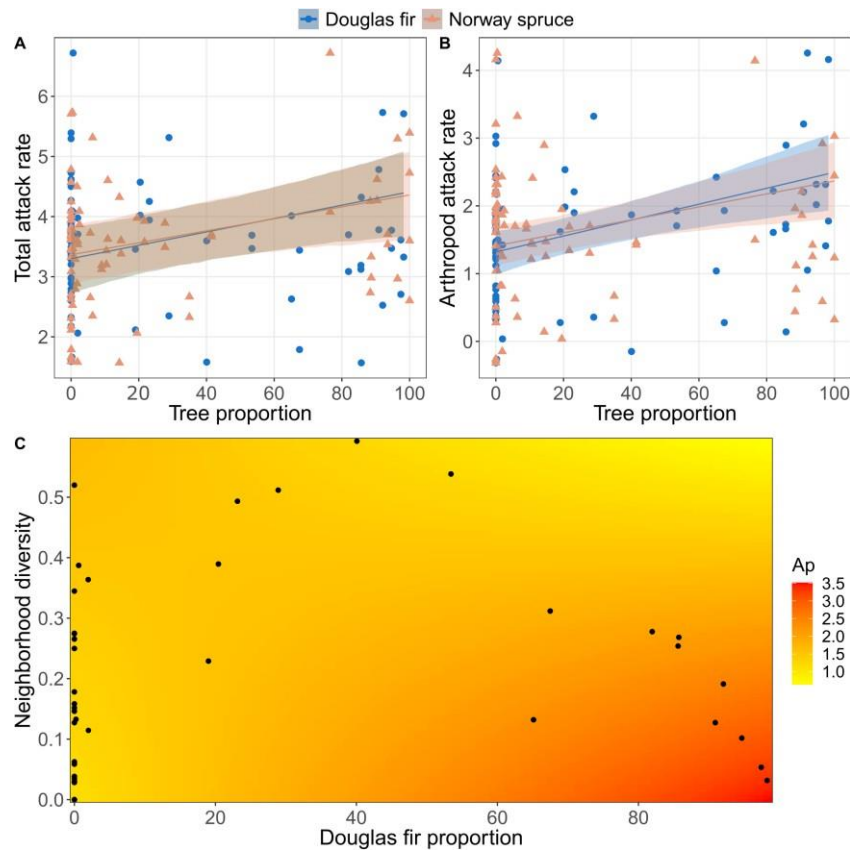 Douglas fir Norway spruce
A
B
Total attack rate
6
5
4
3
2
0 20 40 60 80 100
Tree proportion
Arthropod attack rate
4
3
2
1
0
0 20 40 60 80 100
Tree proportion
C
Neighborhood diversity
0.5
0.4
0.3
0.2
0.1
0.0
0 20 40 60 80
Douglas fir proportion
Ap
3.5
3.0
2.5
2.0
1.5
1.0